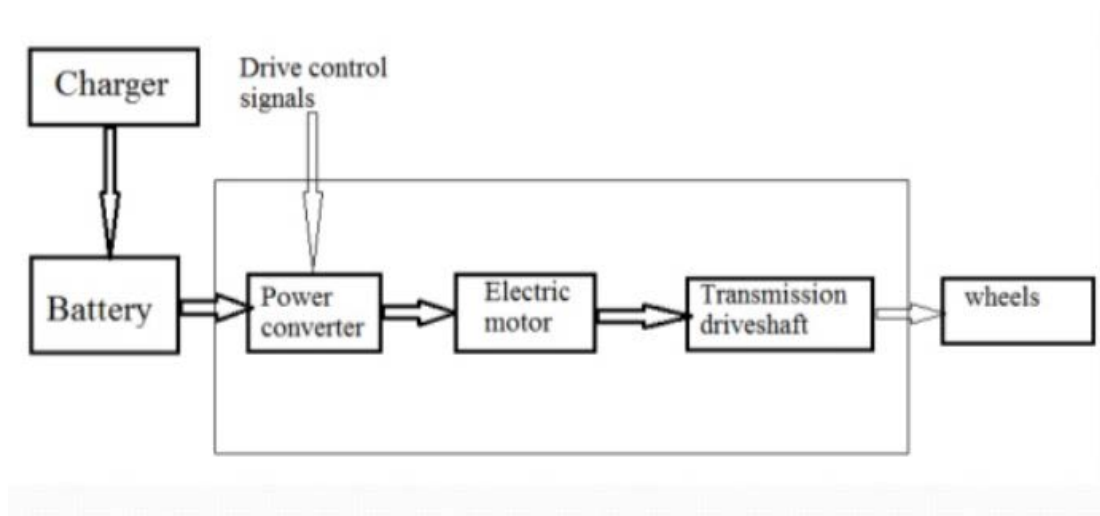 Charger
Drive control
signals
Battery
Power
converter
Electric
motor
Transmission
driveshaft
wheels